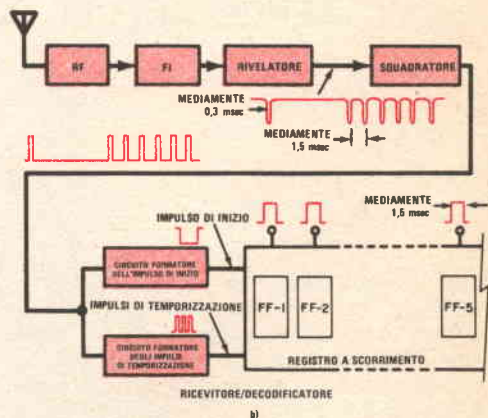 RF
FI
RIVELATORE
SQUADRATORE
MEDIAMENTE
0,3 msec
MEDIAMENTE
1,5 msec
MEDIAMENTE
1,5 msec
IMPULSO DI INIZIO
CIRCUITO FORMATORE
DELL'IMPULSO DI INIZIO
IMPULSI DI TEMPORIZZAZIONE
FF-1
FF-2
FF-5
CIRCUITO FORMATORE
DEGLI IMPULSI
DI TEMPORIZZAZIONE
REGISTRO A SCORRIMENTO
RICEVITORE/DECODIFICATORE
b)